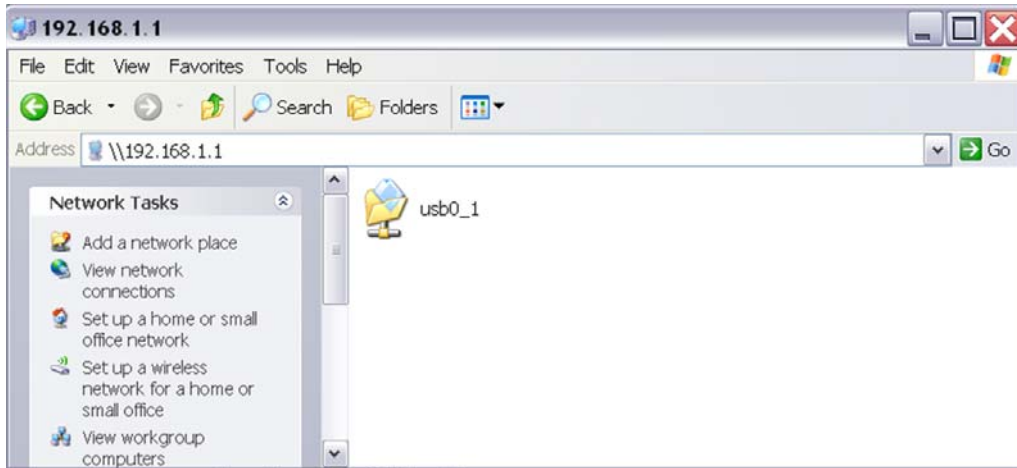 192.168.1.1
File Edit View Favorites Tools Help
Back Search Folders
Address \\192.168.1.1 Go
Network Tasks
Add a network place
View network
connections
Set up a home or small
office network
Set up a wireless
network for a home or
small office
View workgroup
computers
usb0_1